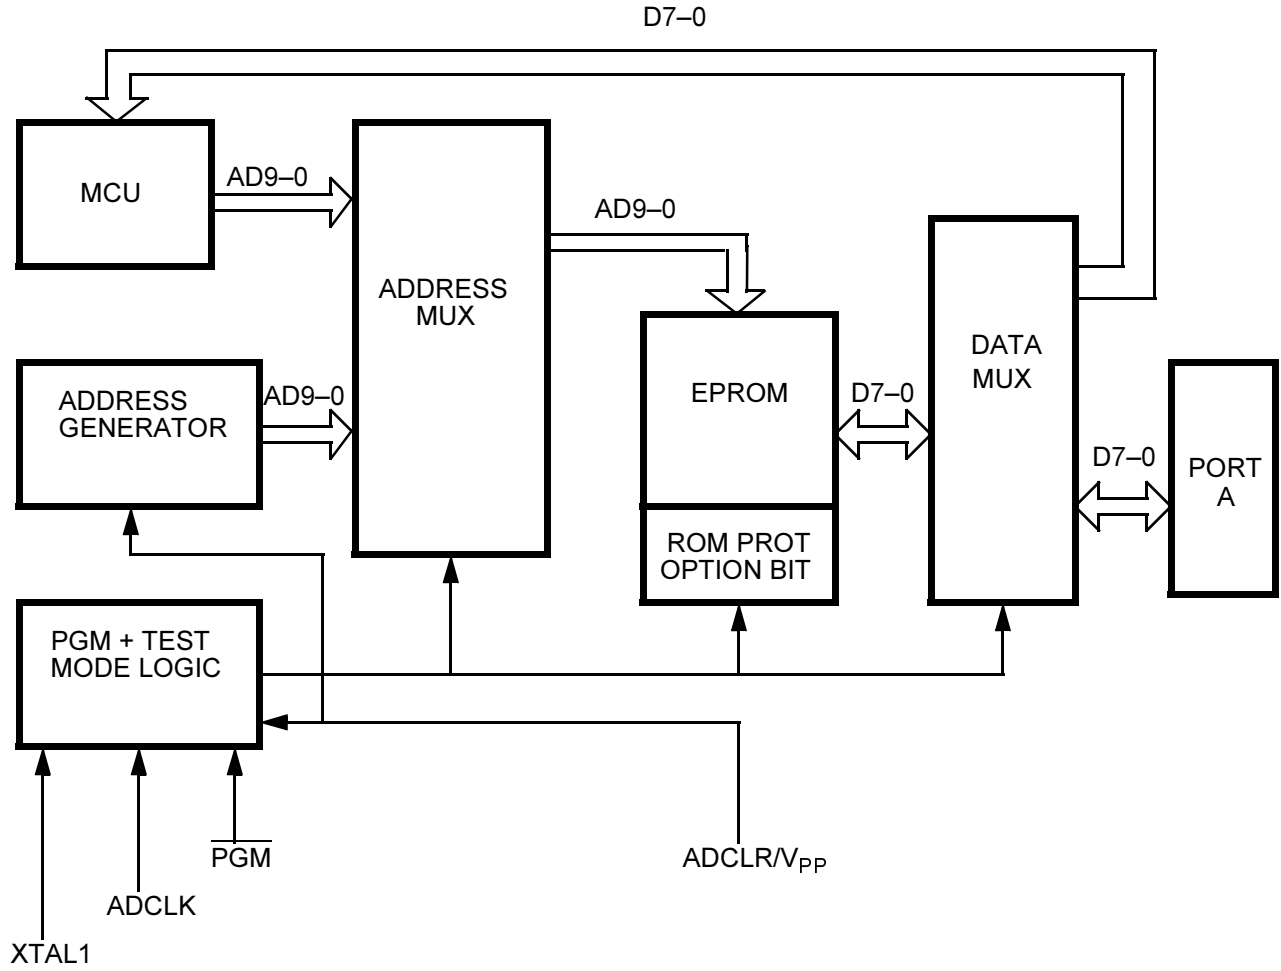 D7–0
MCU
AD9–0
AD9–0
ADDRESS
MUX
DATA
MUX
EPROM
D7–0
ADDRESS
GENERATOR
AD9–0
D7–0
PORT
A
ROM PROT
OPTION BIT
PGM + TEST
MODE LOGIC
PGM
ADCLR/VPP
ADCLK
XTAL1